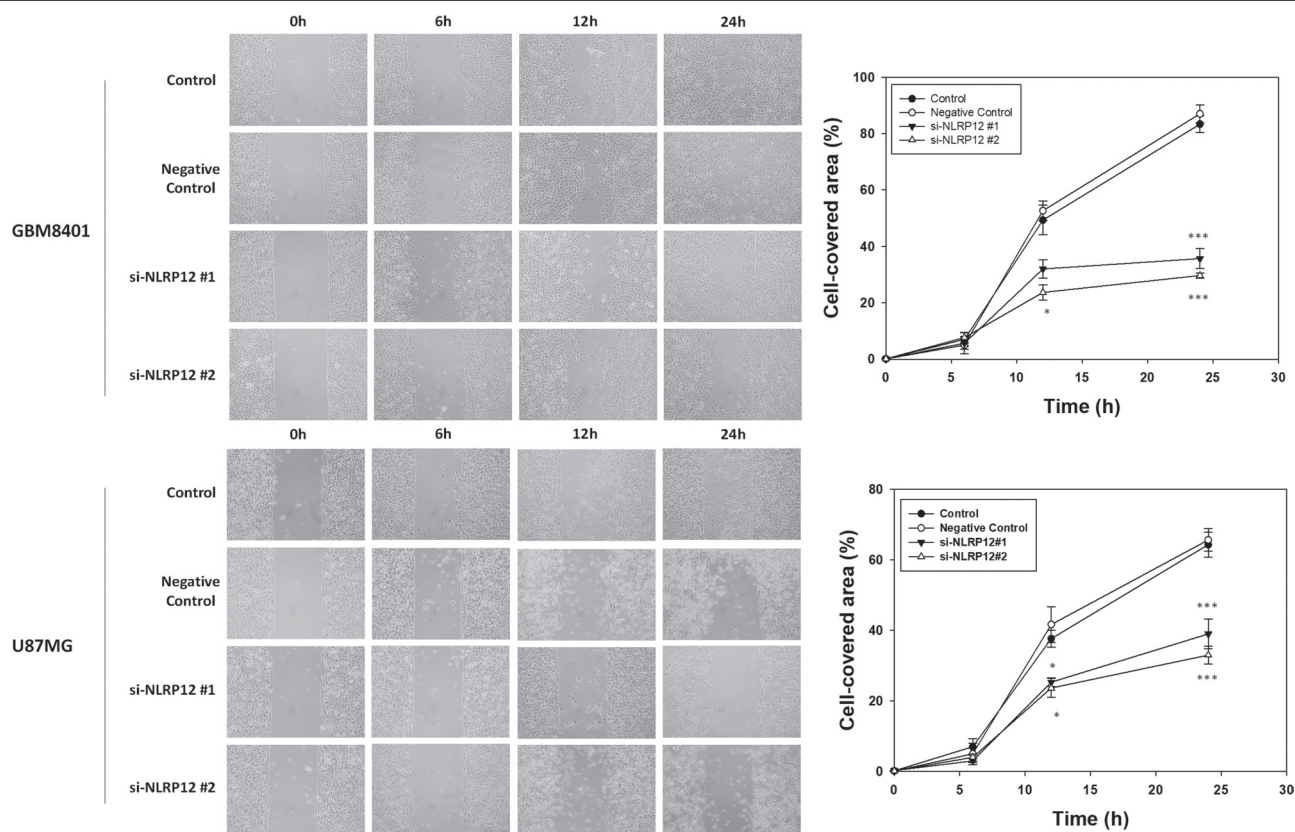 0h 6h 12h 24h
Control
Negative
Control
GBM8401
si-NLRP12 #1
si-NLRP12 #2
0h 6h 12h 24h
Control
Negative
Control
U87MG
si-NLRP12 #1
si-NLRP12 #2
100
80
60
40
20
0
Cell-covered area (%)
Control
Negative Control
si-NLRP12 #1
si-NLRP12 #2
***
***
*
0 5 10 15 20 25 30
Time (h)
80
60
40
20
0
Cell-covered area (%)
Control
Negative Control
si-NLRP12#1
si-NLRP12#2
***
*
***
*
0 5 10 15 20 25 30
Time (h)